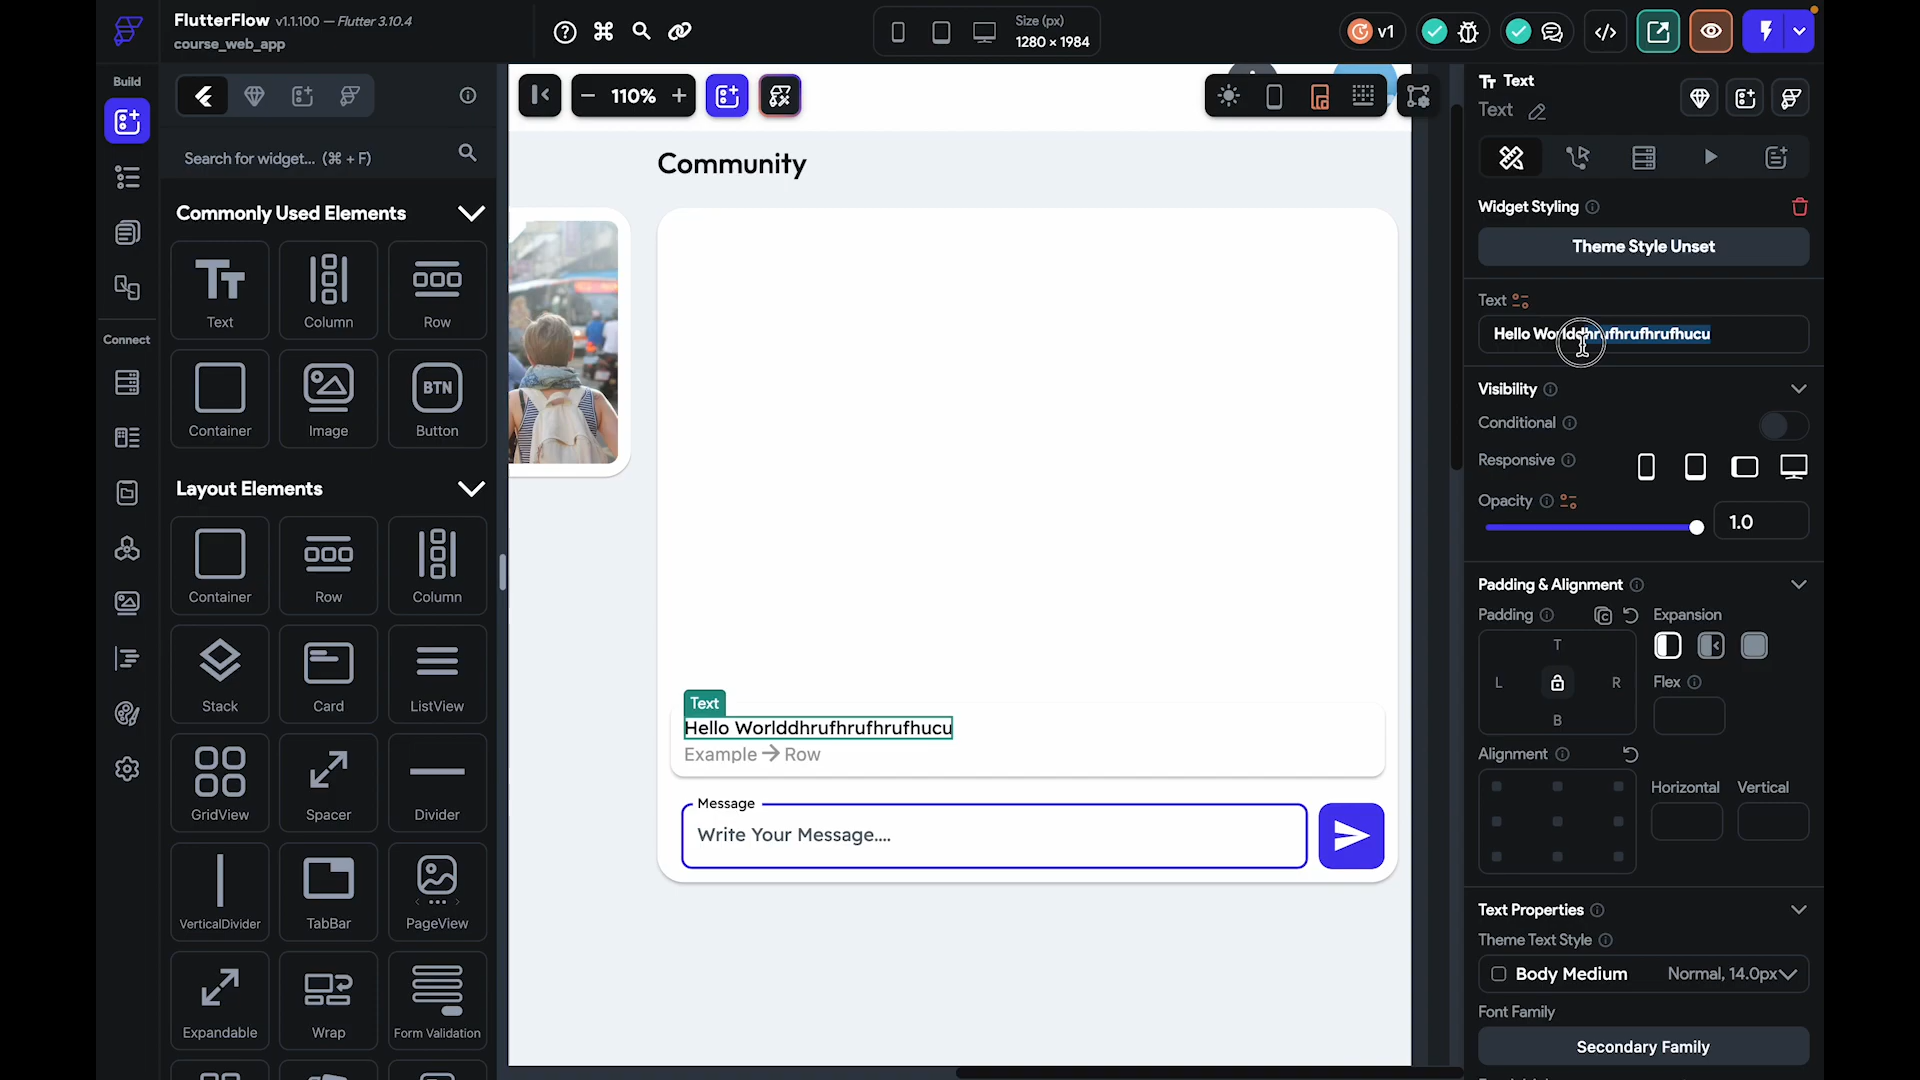 FlutterFlow v1.1.100 — Flutter 3.10.4
course_web_app
Size (px)
1280 × 1984
v1
Build
Connect
Search for widget... (⌘ + F)
Commonly Used Elements
Text
Column
Row
Container
Image
BTN
Button
Layout Elements
Container
Row
Column
Stack
Card
ListView
GridView
Spacer
Divider
VerticalDivider
TabBar
PageView
Expandable
Wrap
Form Validation
110%
Community
Text
Hello Worlddhrufhrufhrufhucu
Example → Row
Message
Write Your Message....
Text
Text
Widget Styling
Theme Style Unset
Text
Hello Worlddhrufhrufhrufhucu
Visibility
Conditional
Responsive
Opacity
1.0
Padding & Alignment
Padding
Expansion
T
L
R
B
Flex
Alignment
Horizontal
Vertical
Text Properties
Theme Text Style
Body Medium
Normal, 14.0px
Font Family
Secondary Family